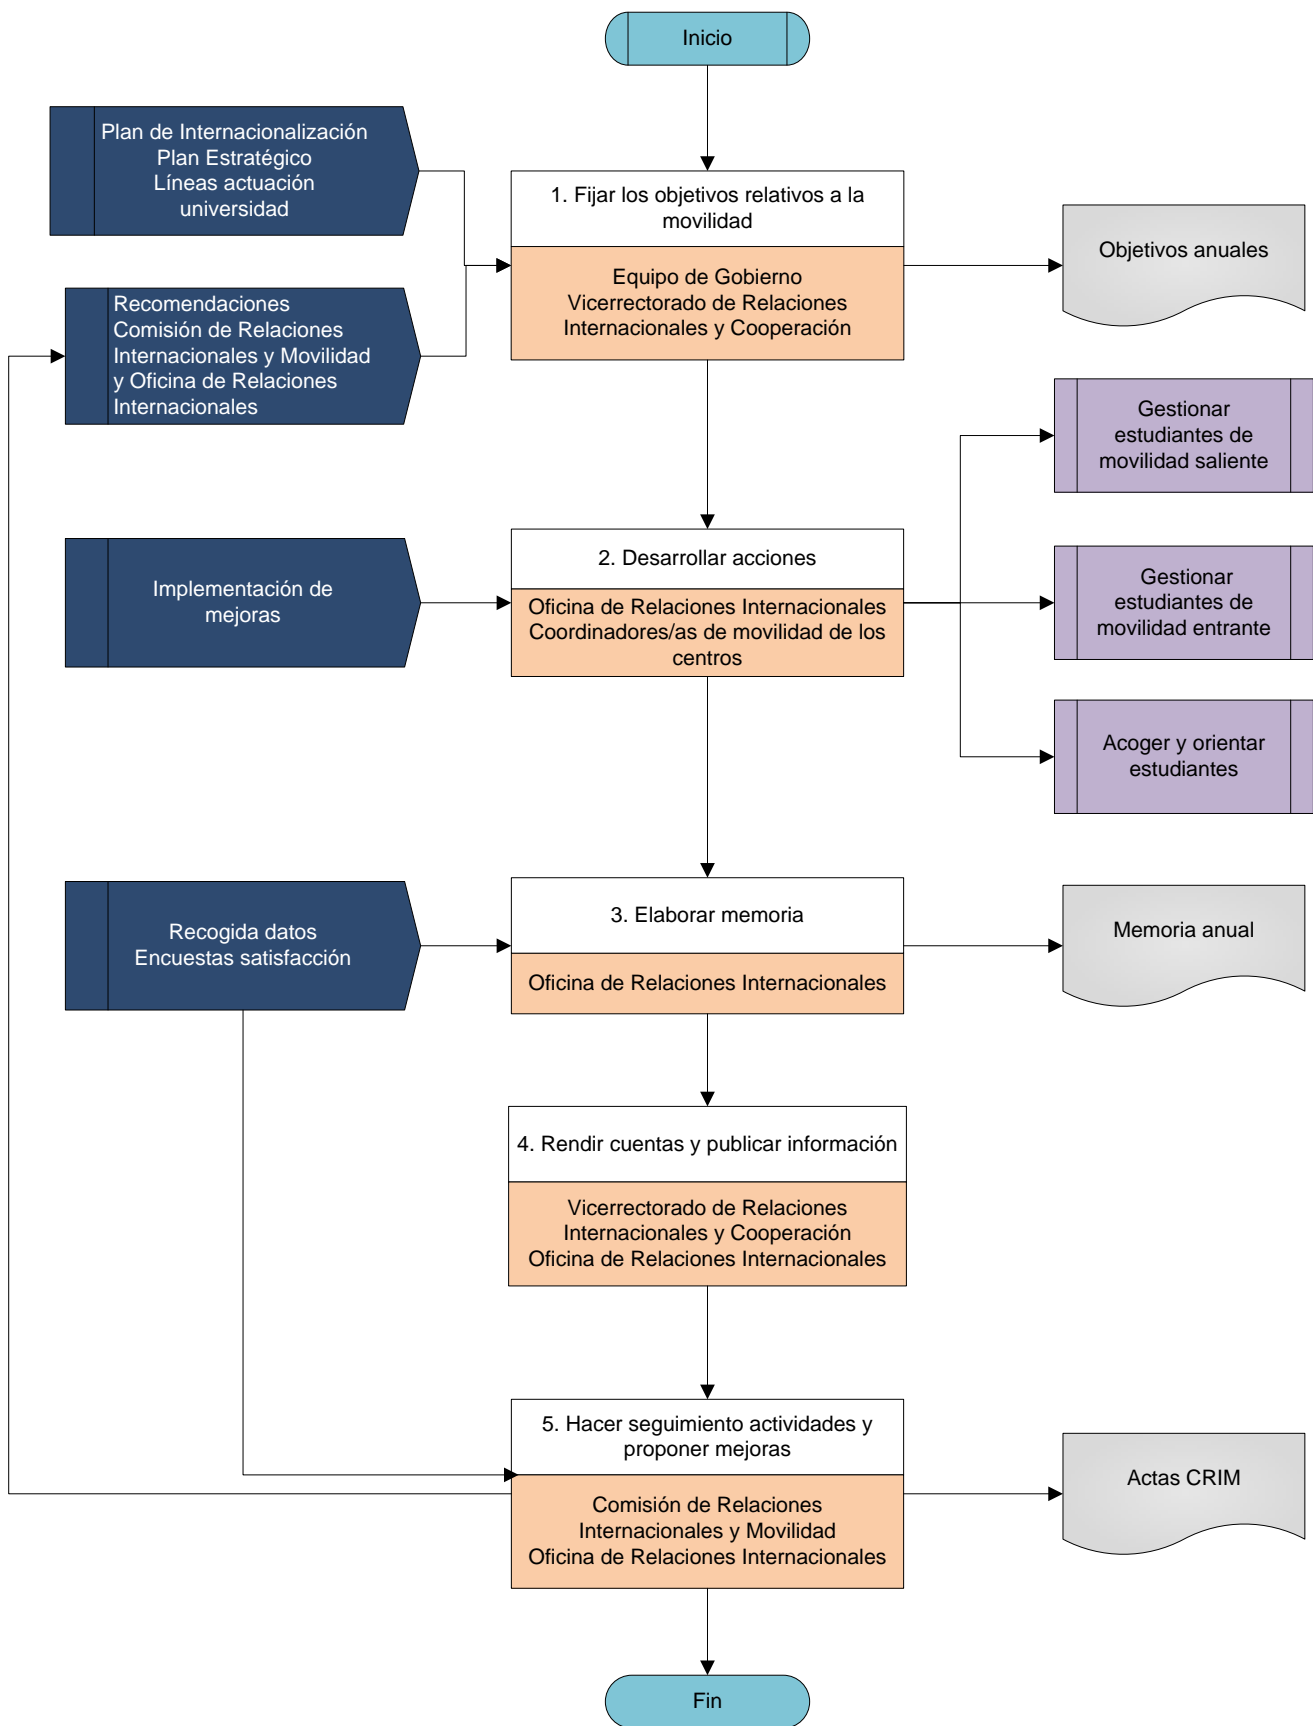 Inicio
Plan de Internacionalización
Plan Estratégico
Líneas actuación
universidad
1. Fijar los objetivos relativos a la
movilidad
Equipo de Gobierno
Vicerrectorado de Relaciones
Internacionales y Cooperación
Objetivos anuales
Recomendaciones
Comisión de Relaciones
Internacionales y Movilidad
y Oficina de Relaciones
Internacionales
Gestionar
estudiantes de
movilidad saliente
Implementación de
mejoras
2. Desarrollar acciones
Oficina de Relaciones Internacionales
Coordinadores/as de movilidad de los
centros
Gestionar
estudiantes de
movilidad entrante
Acoger y orientar
estudiantes
Recogida datos
Encuestas satisfacción
3. Elaborar memoria
Oficina de Relaciones Internacionales
Memoria anual
4. Rendir cuentas y publicar información
Vicerrectorado de Relaciones
Internacionales y Cooperación
Oficina de Relaciones Internacionales
5. Hacer seguimiento actividades y
proponer mejoras
Comisión de Relaciones
Internacionales y Movilidad
Oficina de Relaciones Internacionales
Actas CRIM
Fin